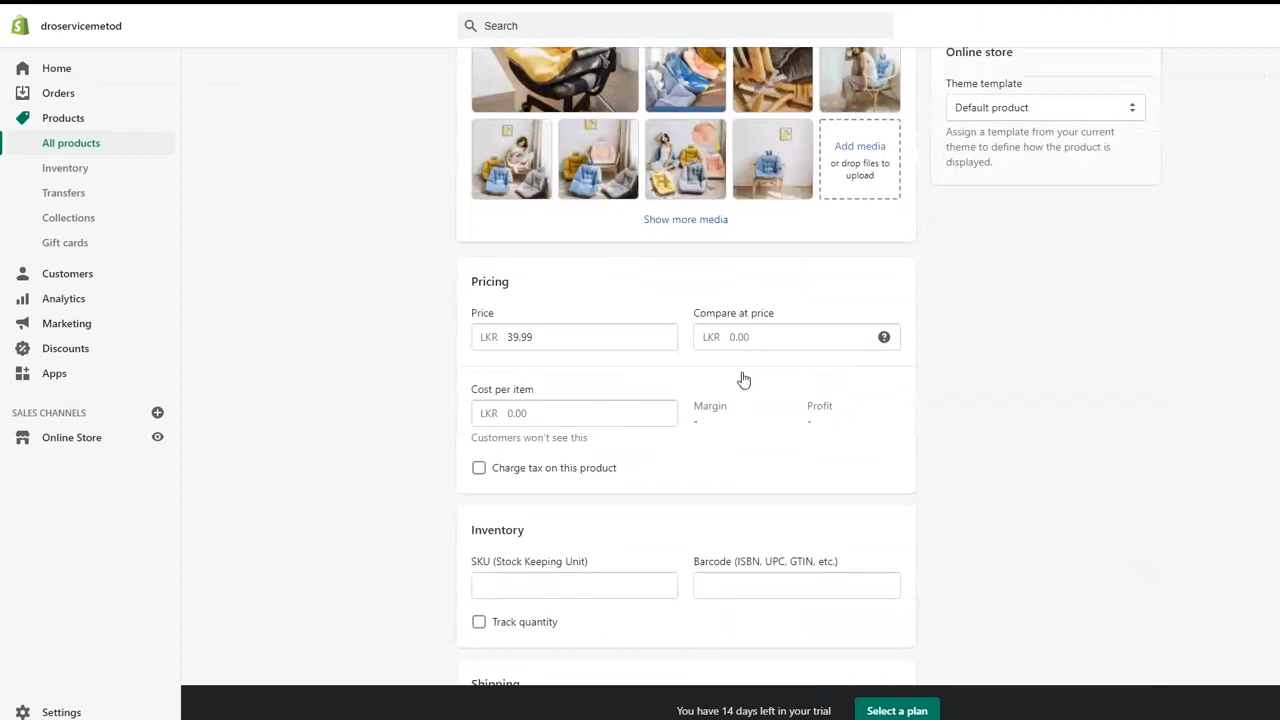 droservicemetod
Search
Home
Orders
Products
All products
Inventory
Transfers
Collections
Gift cards
Customers
Analytics
Marketing
Discounts
Apps
SALES CHANNELS
Online Store
Settings
Add media
or drop files to
upload
Show more media
Pricing
Price
Compare at price
LKR 39.99
LKR 0.00
Cost per item
Margin
Profit
LKR 0.00
-
-
Customers won't see this
Charge tax on this product
Inventory
SKU (Stock Keeping Unit)
Barcode (ISBN, UPC, GTIN, etc.)
Track quantity
Shipping
Online store
Theme template
Default product
Assign a template from your current
theme to define how the product is
displayed.
You have 14 days left in your trial
Select a plan